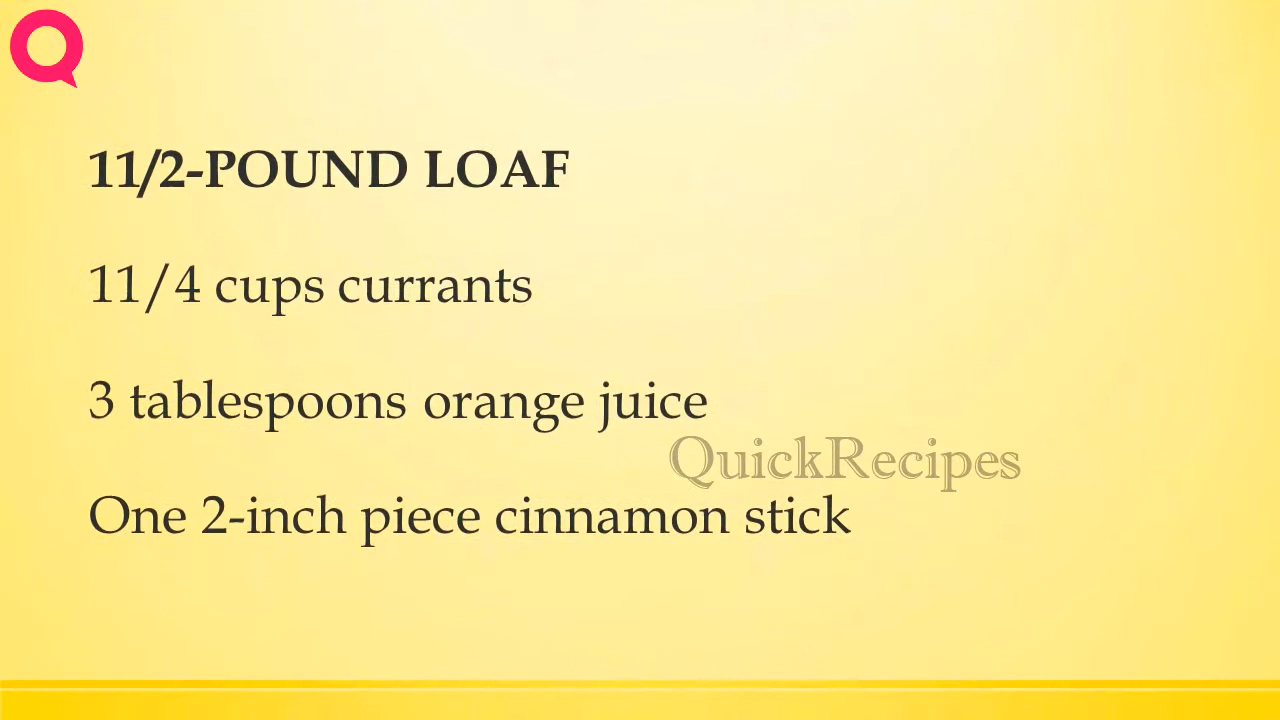 11/2-POUND LOAF
11/4 cups currants
3 tablespoons orange juice
QuickRecipes
One 2-inch piece cinnamon stick